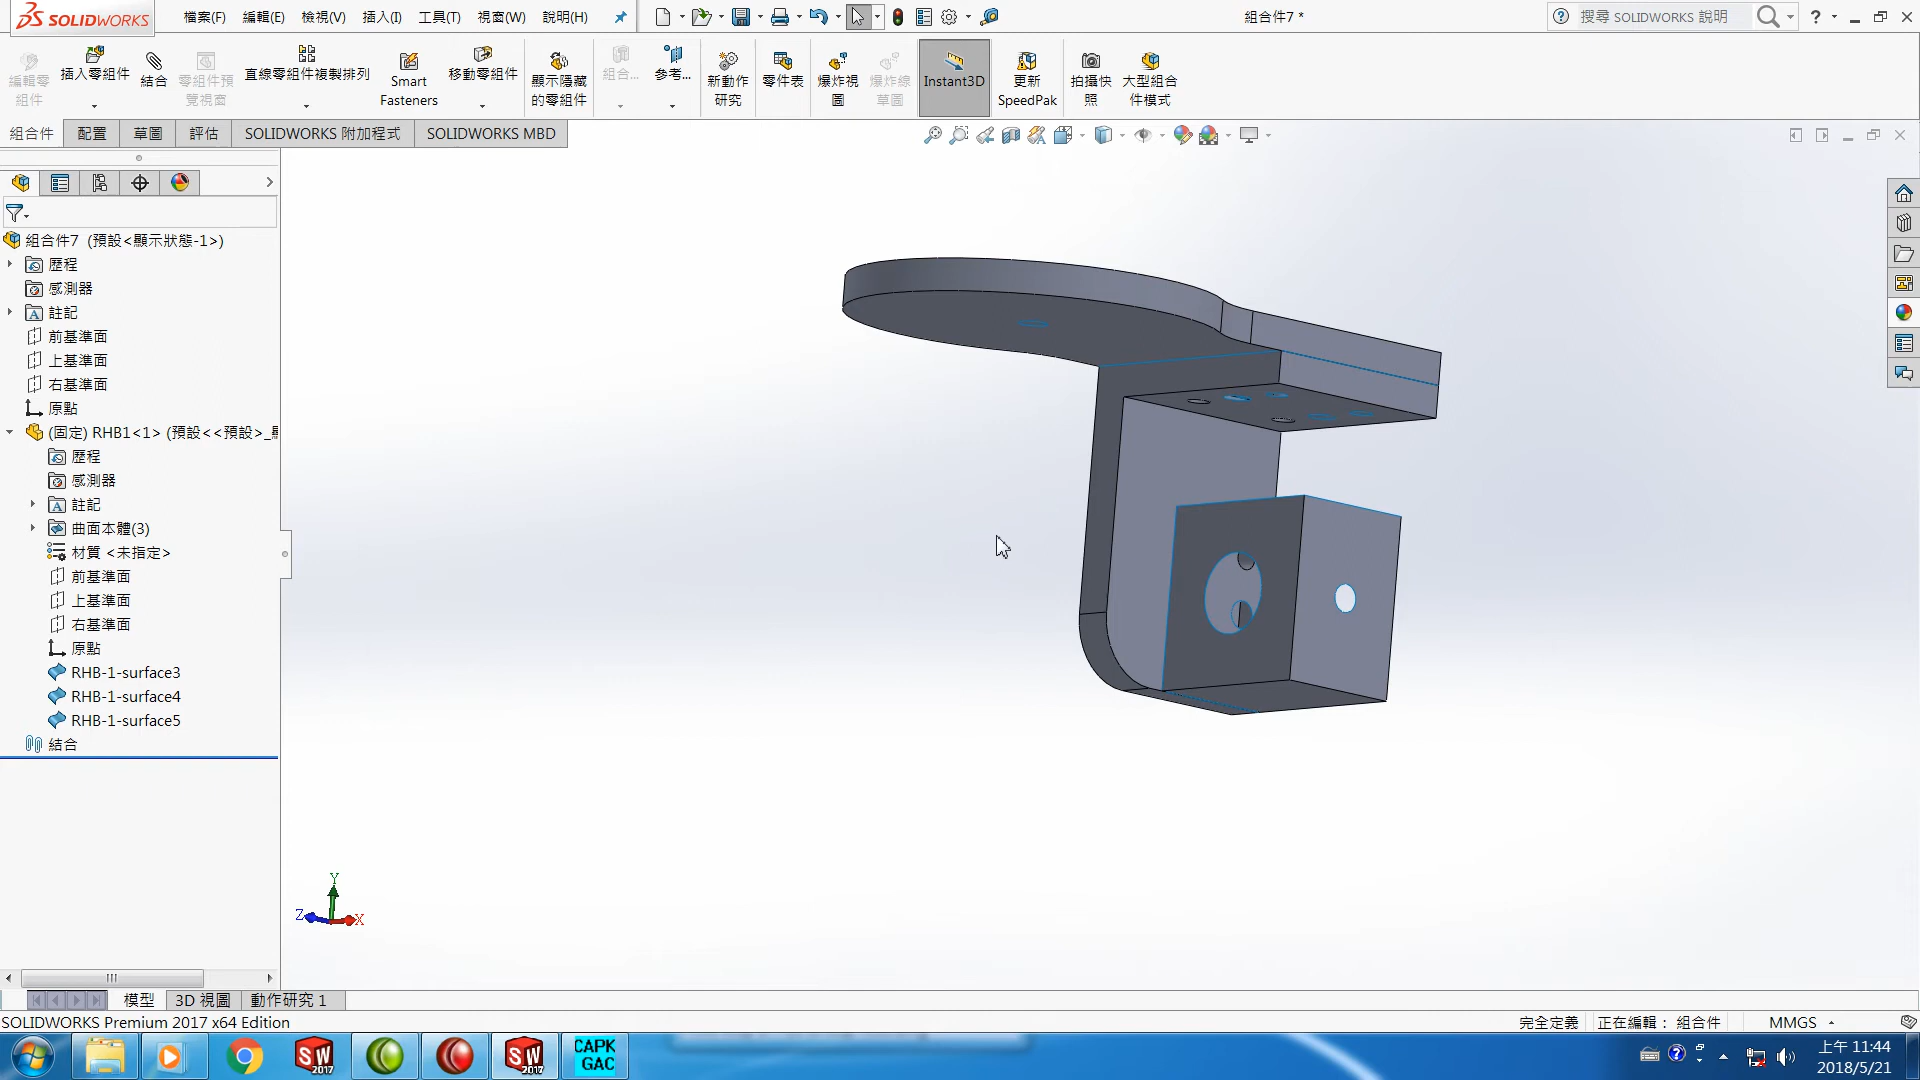 SOLIDWORKS
檔案(F) 編輯(E) 檢視(V) 插入(I) 工具(T) 視窗(W) 說明(H)
組合件7 *
搜尋 SOLIDWORKS 說明
編輯零組件
插入零組件
結合
零組件預覽視窗
直線零組件複製排列
Smart Fasteners
移動零組件
顯示隱藏的零組件
組合...
參考...
新動作研究
零件表
爆炸視圖
爆炸線草圖
Instant3D
更新 SpeedPak
拍攝快照
大型組合件模式
組合件 配置 草圖 評估 SOLIDWORKS 附加程式 SOLIDWORKS MBD
組合件7 (預設<顯示狀態-1>)
歷程
感測器
註記
前基準面
上基準面
右基準面
原點
(固定) RHB1<1> (預設<<預設>_
歷程
感測器
註記
曲面本體(3)
材質 <未指定>
前基準面
上基準面
右基準面
原點
RHB-1-surface3
RHB-1-surface4
RHB-1-surface5
結合
Y
Z
X
模型 3D 視圖 動作研究 1
SOLIDWORKS Premium 2017 x64 Edition
完全定義 正在編輯： 組合件 MMGS
SW 2017
SW 2017
CAPK GAC
上午 11:44
2018/5/21